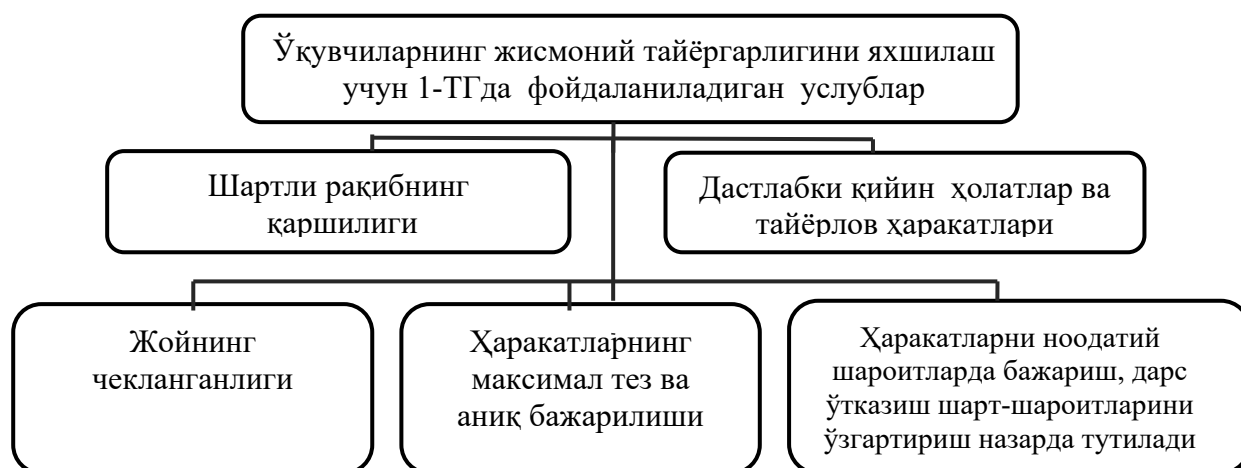 Ўқувчиларнинг жисмоний тайёргарлигини яхшилаш
учун 1-ТГда фойдаланиладиган услублар
Шартли рақибнинг
қаршилиги
Дастлабки қийин ҳолатлар ва
тайёрлов ҳаракатлари
Жойнинг
чекланганлиги
Ҳаракатларнинг
максимал тез ва
аниқ бажарилиши
Ҳаракатларни ноодатий
шароитларда бажариш, дарс
ўтказиш шарт-шароитларини
ўзгартириш назарда тутилади